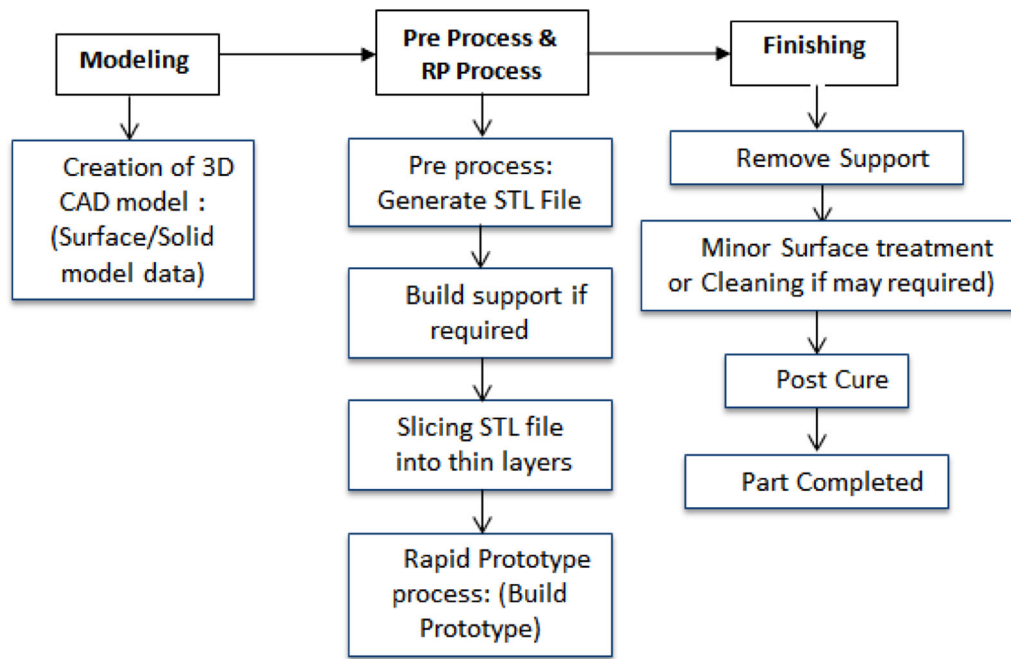 Modeling
Creation of 3D
CAD model :
(Surface/Solid
model data)
Pre Process &
RP Process
Pre process:
Generate STL File
Build support if
required
Slicing STL file
into thin layers
Rapid Prototype
process: (Build
Prototype)
Finishing
Remove Support
Minor Surface treatment
or Cleaning if may required)
Post Cure
Part Completed